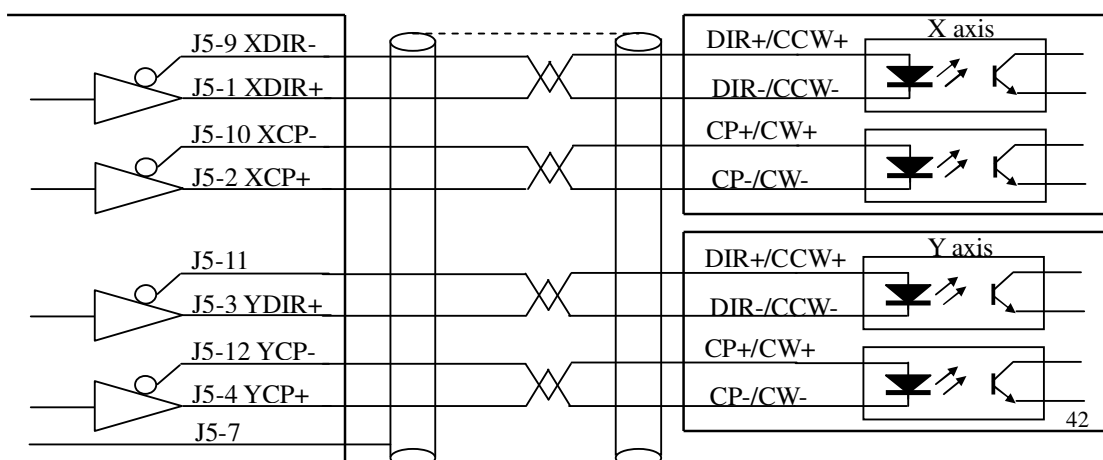 J5-9 XDIR-
J5-1 XDIR+
J5-10 XCP-
J5-2 XCP+
J5-11
J5-3 YDIR+
J5-12 YCP-
J5-4 YCP+
J5-7
X axis
DIR+/CCW+
DIR-/CCW-
CP+/CW+
CP-/CW-
Y axis
DIR+/CCW+
DIR-/CCW-
CP+/CW+
CP-/CW-
42